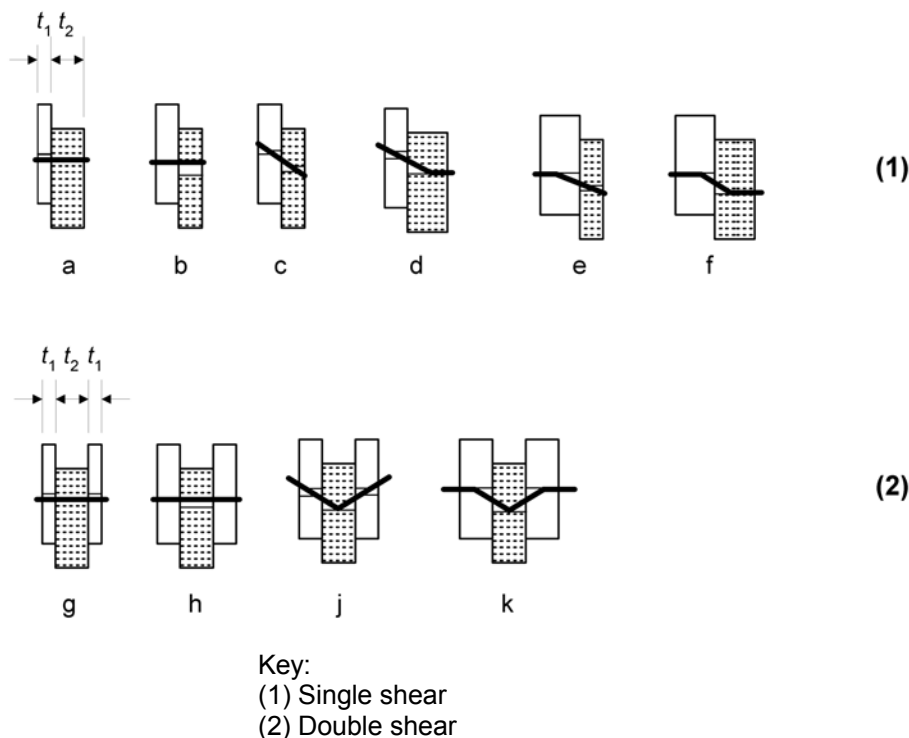 t₁ t₂
(1)
a b c d e f
t₁ t₂ t₁
(2)
g h j k
Key:
(1) Single shear
(2) Double shear